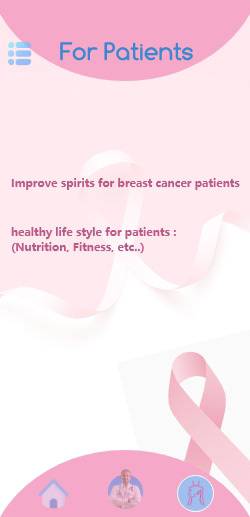 For Patients
Improve spirits for breast cancer patients
healthy life style for patients :
(Nutrition, Fitness, etc..)